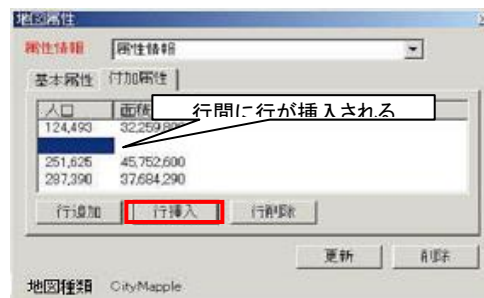 地図属性
属性情報 属性情報
基本属性 付加属性
人口 面積
行間に行が挿入される
124,493 32,259,800
251,625 45,752,600
287,390 37,684,290
行追加 行挿入 行削除
更新 削除
地図種類 CityMapple